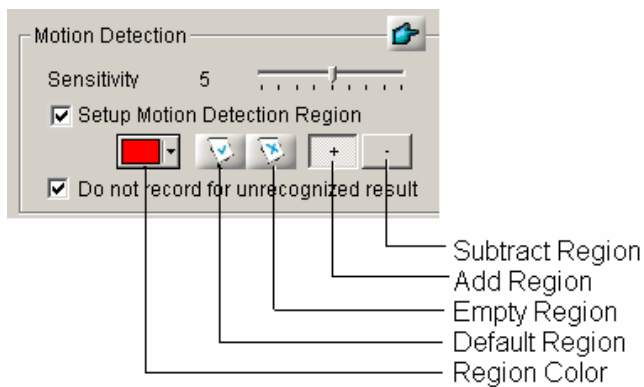 Motion Detection
Sensitivity 5
Setup Motion Detection Region
+ -
Do not record for unrecognized result
Subtract Region
Add Region
Empty Region
Default Region
Region Color